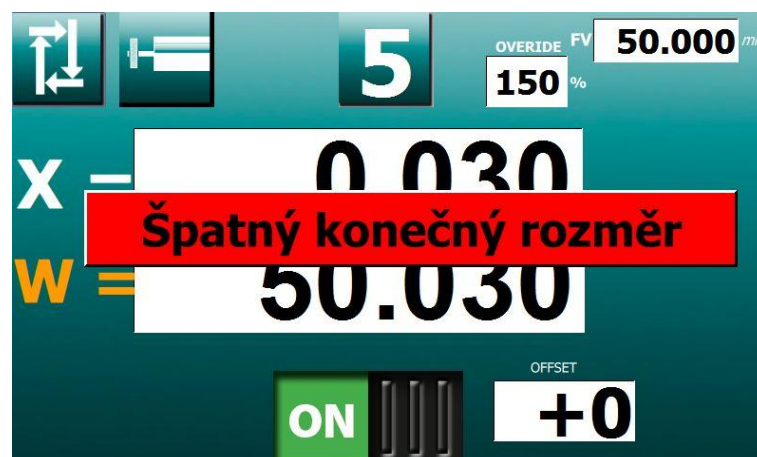 5
OVERIDE
FV 50.000
150 %
X = 0.030
Špatný konečný rozměr
W = 50.030
ON
OFFSET
+0